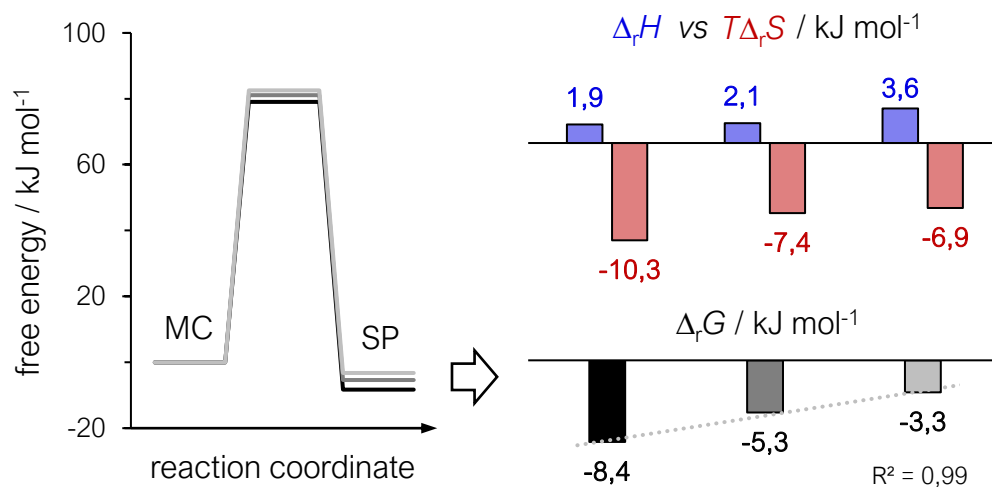 100
60
20
-20
free energy / kJ mol⁻¹
MC
SP
reaction coordinate
ΔᵣH vs TΔᵣS / kJ mol⁻¹
1,9
2,1
3,6
-10,3
-7,4
-6,9
ΔᵣG / kJ mol⁻¹
-8,4
-5,3
-3,3
R² = 0,99